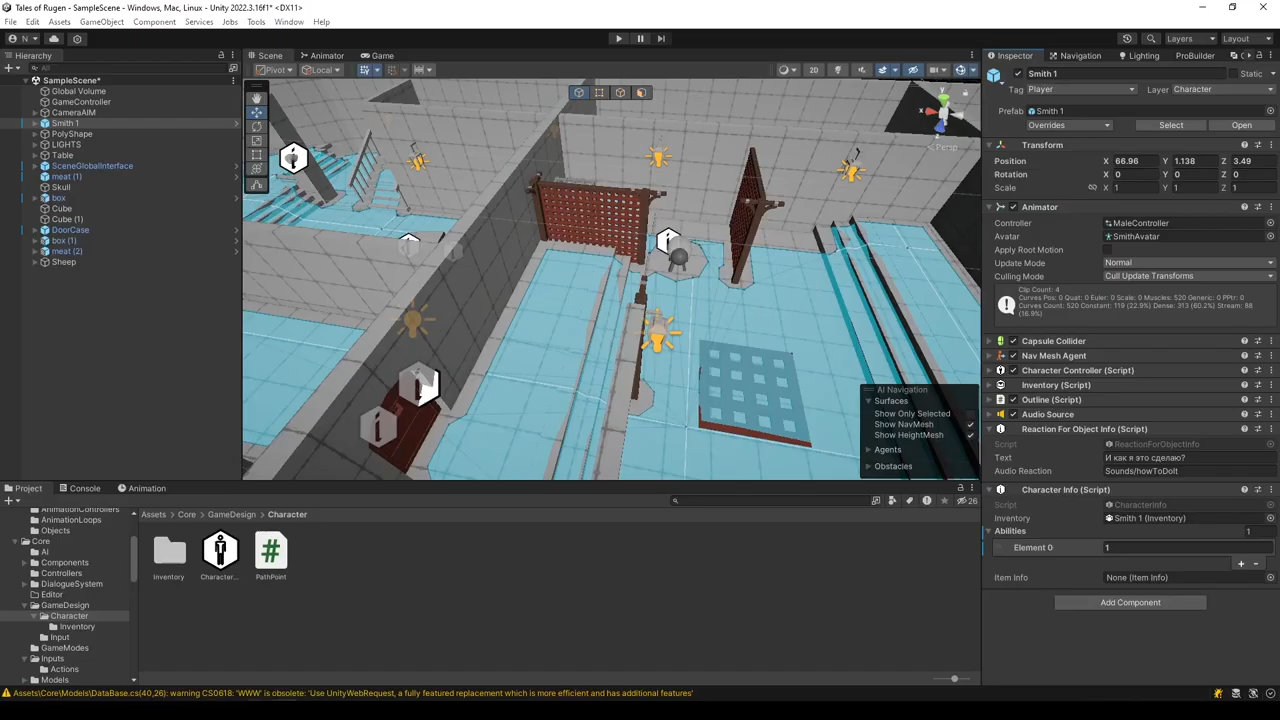 Tales of Rugen - SampleScene - Windows, Mac, Linux - Unity 2022.3.16f1* <DX11>
File Edit Assets GameObject Component Services Jobs Tools Window Help
N
Layers Layout
Hierarchy
All
SampleScene*
Global Volume
GameController
CameraAIM
Smith 1
PolyShape
LIGHTS
Table
SceneGlobalInterface
meat (1)
Skull
box
Cube
Cube (1)
DoorCase
box (1)
meat (2)
Sheep
Scene Animator Game
Pivot Local 2D
y
x
z
Persp
AI Navigation
Surfaces
Show Only Selected
Show NavMesh
Show HeightMesh
Agents
Obstacles
Inspector Navigation Lighting ProBuilder
Smith 1 Static
Tag Player Layer Character
Prefab Smith 1
Overrides Select Open
Transform
Position X 66.96 Y 1.138 Z 3.49
Rotation X 0 Y 0 Z 0
Scale X 1 Y 1 Z 1
Animator
Controller MaleController
Avatar SmithAvatar
Apply Root Motion
Update Mode Normal
Culling Mode Cull Update Transforms
Clip Count: 4
Curves Pos: 0 Quat: 0 Euler: 0 Scale: 0 Muscles: 520 Generic: 0 PPtr: 0
Curves Count: 520 Constant: 119 (22.9%) Dense: 313 (60.2%) Stream: 88
(16.9%)
Capsule Collider
Nav Mesh Agent
Character Controller (Script)
Inventory (Script)
Outline (Script)
Audio Source
Reaction For Object Info (Script)
Script ReactionForObjectInfo
Text И как я это сделаю?
Audio Reaction Sounds/howToDoIt
Character Info (Script)
Script CharacterInfo
Inventory Smith 1 (Inventory)
Abilities 1
Element 0 1
Item Info None (Item Info)
Add Component
Project Console Animation
26
AnimationControllers
AnimationLoops
Objects
Core
AI
Components
Controllers
DialogueSystem
Editor
GameDesign
Character
Inventory
Input
GameModes
Inputs
Actions
Models
Assets Core GameDesign Character
Inventory Character... PathPoint
Assets\Core\Models\DataBase.cs(40,26): warning CS0618: 'WWW' is obsolete: 'Use UnityWebRequest, a fully featured replacement which is more efficient and has additional features'